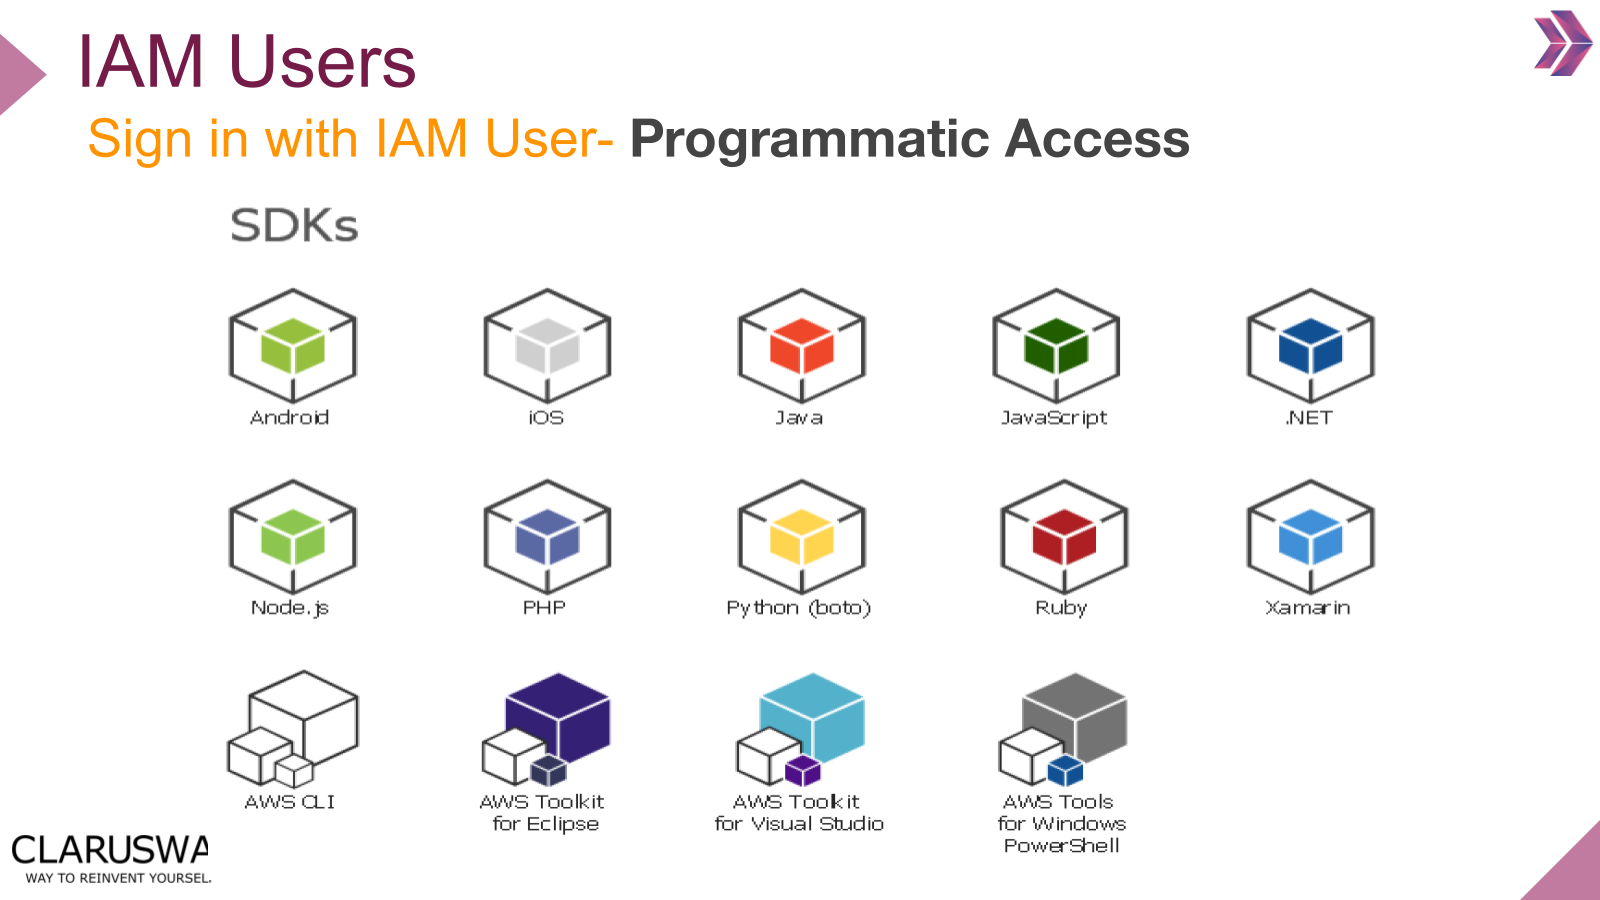 IAM Users
Sign in with IAM User- Programmatic Access
SDKs
Android
iOS
Java
JavaScript
.NET
Node.js
PHP
Python (boto)
Ruby
Xamarin
AWS CLI
AWS Toolkit
for Eclipse
AWS Toolkit
for Visual Studio
AWS Tools
for Windows
PowerShell
CLARUSWA
WAY TO REINVENT YOURSEL